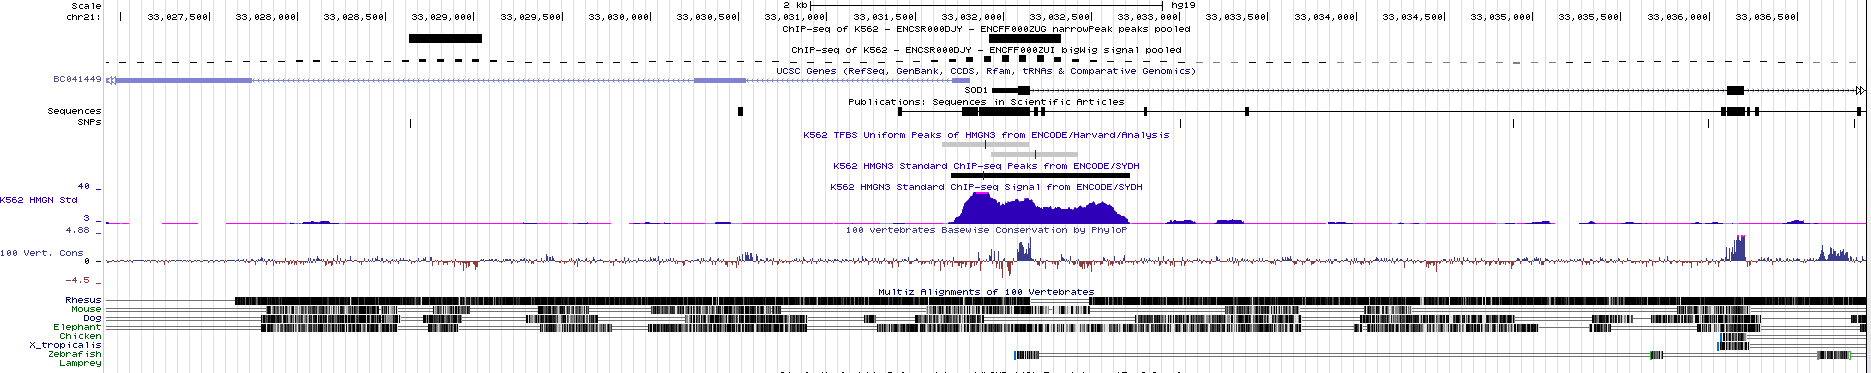 Scale 2 kb hg19
chr21: 33,027,500 33,028,000 33,028,500 33,029,000 33,029,500 33,030,000 33,030,500 33,031,000 33,031,500 33,032,000 33,032,500 33,033,000 33,033,500 33,034,000 33,034,500 33,035,000 33,035,500 33,036,000 33,036,500
ChIP-seq of K562 - ENCSR000DJY - ENCFF000ZUG narrowPeak peaks pooled
ChIP-seq of K562 - ENCSR000DJY - ENCFF000ZUI bigWig signal pooled
UCSC Genes (RefSeq, GenBank, CCDS, Rfam, tRNAs & Comparative Genomics)
BC041449
SOD1
Publications: Sequences in Scientific Articles
Sequences
SNPs
K562 TFBS Uniform Peaks of HMGN3 from ENCODE/Harvard/Analysis
K562 HMGN3 Standard ChIP-seq Peaks from ENCODE/SYDH
K562 HMGN3 Standard ChIP-seq Signal from ENCODE/SYDH
40 _
K562 HMGN Std
3 _
100 vertebrates Basewise Conservation by PhyloP
4.88 _
100 Vert. Cons
0 _
-4.5 _
Multiz Alignments of 100 Vertebrates
Rhesus
Mouse
Dog
Elephant
Chicken
X_tropicalis
Zebrafish
Lamprey